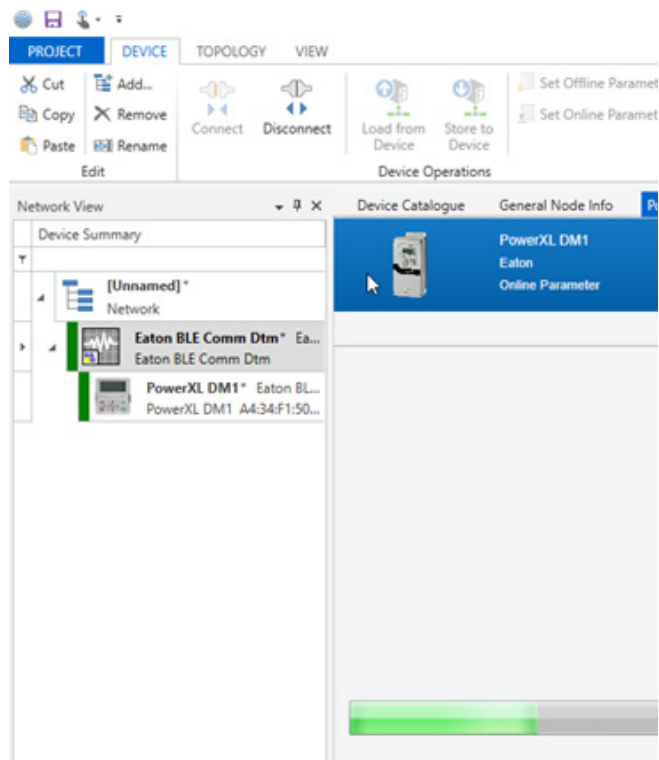 PROJECT DEVICE TOPOLOGY VIEW
Cut Add... Set Offline Paramet
Copy Remove Connect Disconnect Load from Device Store to Device Set Online Paramet
Paste Rename
Edit Device Operations
Network View Device Catalogue General Node Info Po
Device Summary
PowerXL DM1
Eaton
Online Parameter
[Unnamed]*
Network
Eaton BLE Comm Dtm* Ea...
Eaton BLE Comm Dtm
PowerXL DM1* Eaton BL...
PowerXL DM1 A4:34:F1:50...